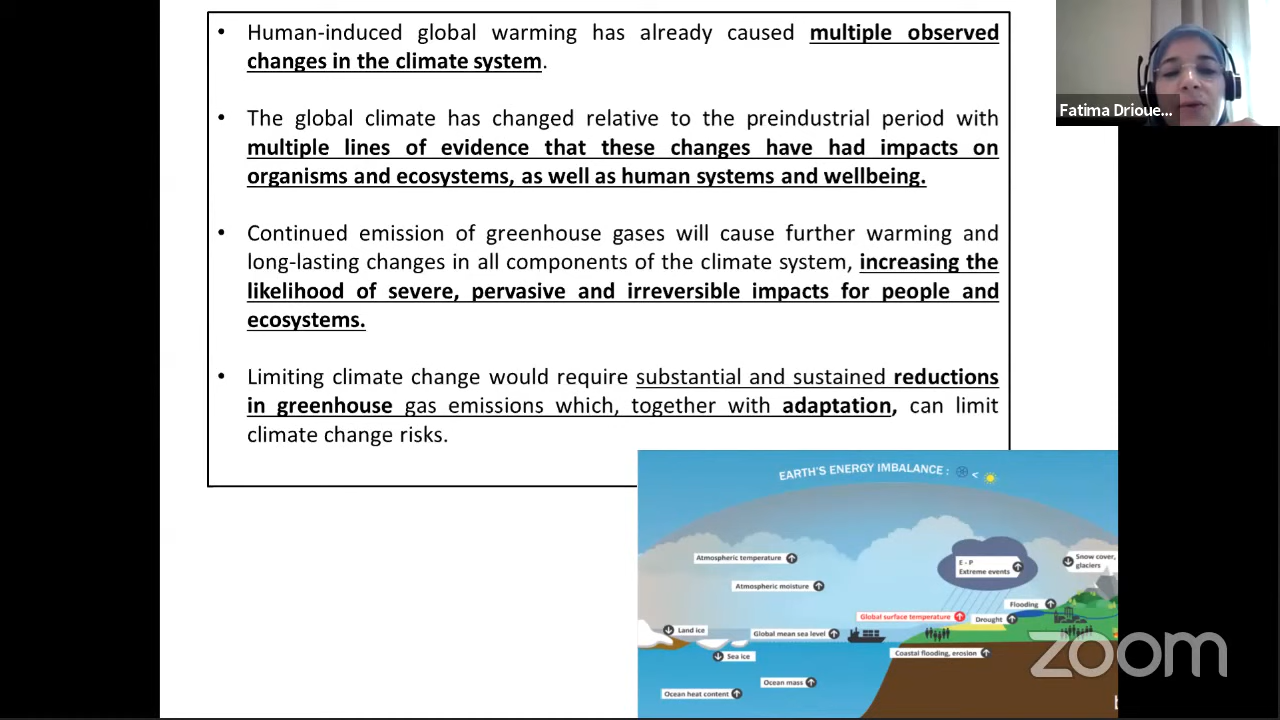 • Human-induced global warming has already caused multiple observed
changes in the climate system.
• The global climate has changed relative to the preindustrial period with
multiple lines of evidence that these changes have had impacts on
organisms and ecosystems, as well as human systems and wellbeing.
• Continued emission of greenhouse gases will cause further warming and
long-lasting changes in all components of the climate system, increasing the
likelihood of severe, pervasive and irreversible impacts for people and
ecosystems.
• Limiting climate change would require substantial and sustained reductions
in greenhouse gas emissions which, together with adaptation, can limit
climate change risks.
Fatima Drioue...
EARTH'S ENERGY IMBALANCE : <
Atmospheric temperature
Atmospheric moisture
E - P
Extreme events
Snow cover,
glaciers
Flooding
Global surface temperature
Drought
Land ice
Global mean sea level
Sea ice
Coastal flooding, erosion
Ocean mass
Ocean heat content
zoom